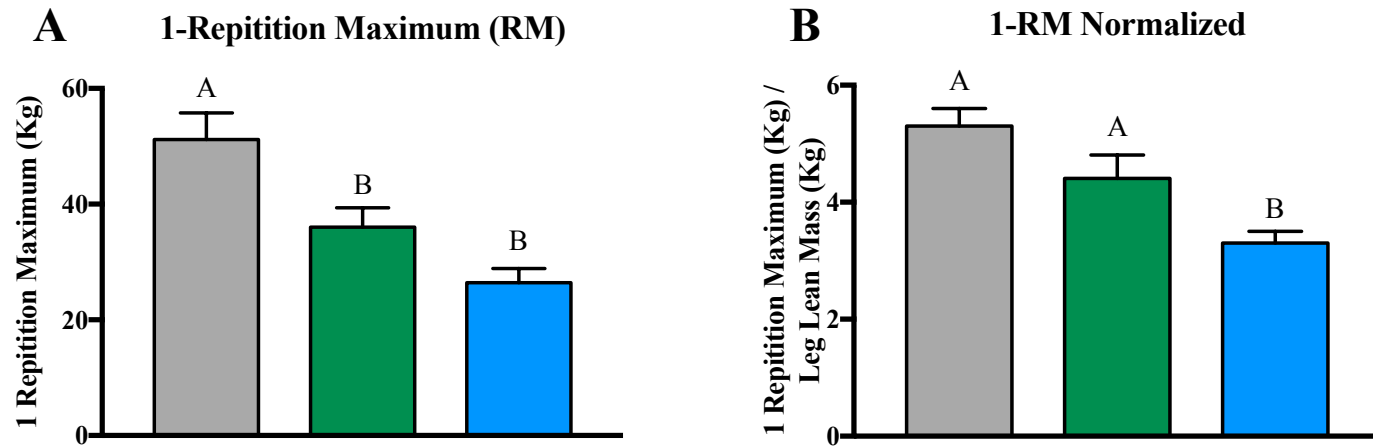 A
1-Repitition Maximum (RM)
1 Repitition Maximum (Kg)
60
40
20
0
A
B
B
B
1-RM Normalized
1 Repitition Maximum (Kg) /
Leg Lean Mass (Kg)
6
4
2
0
A
A
B